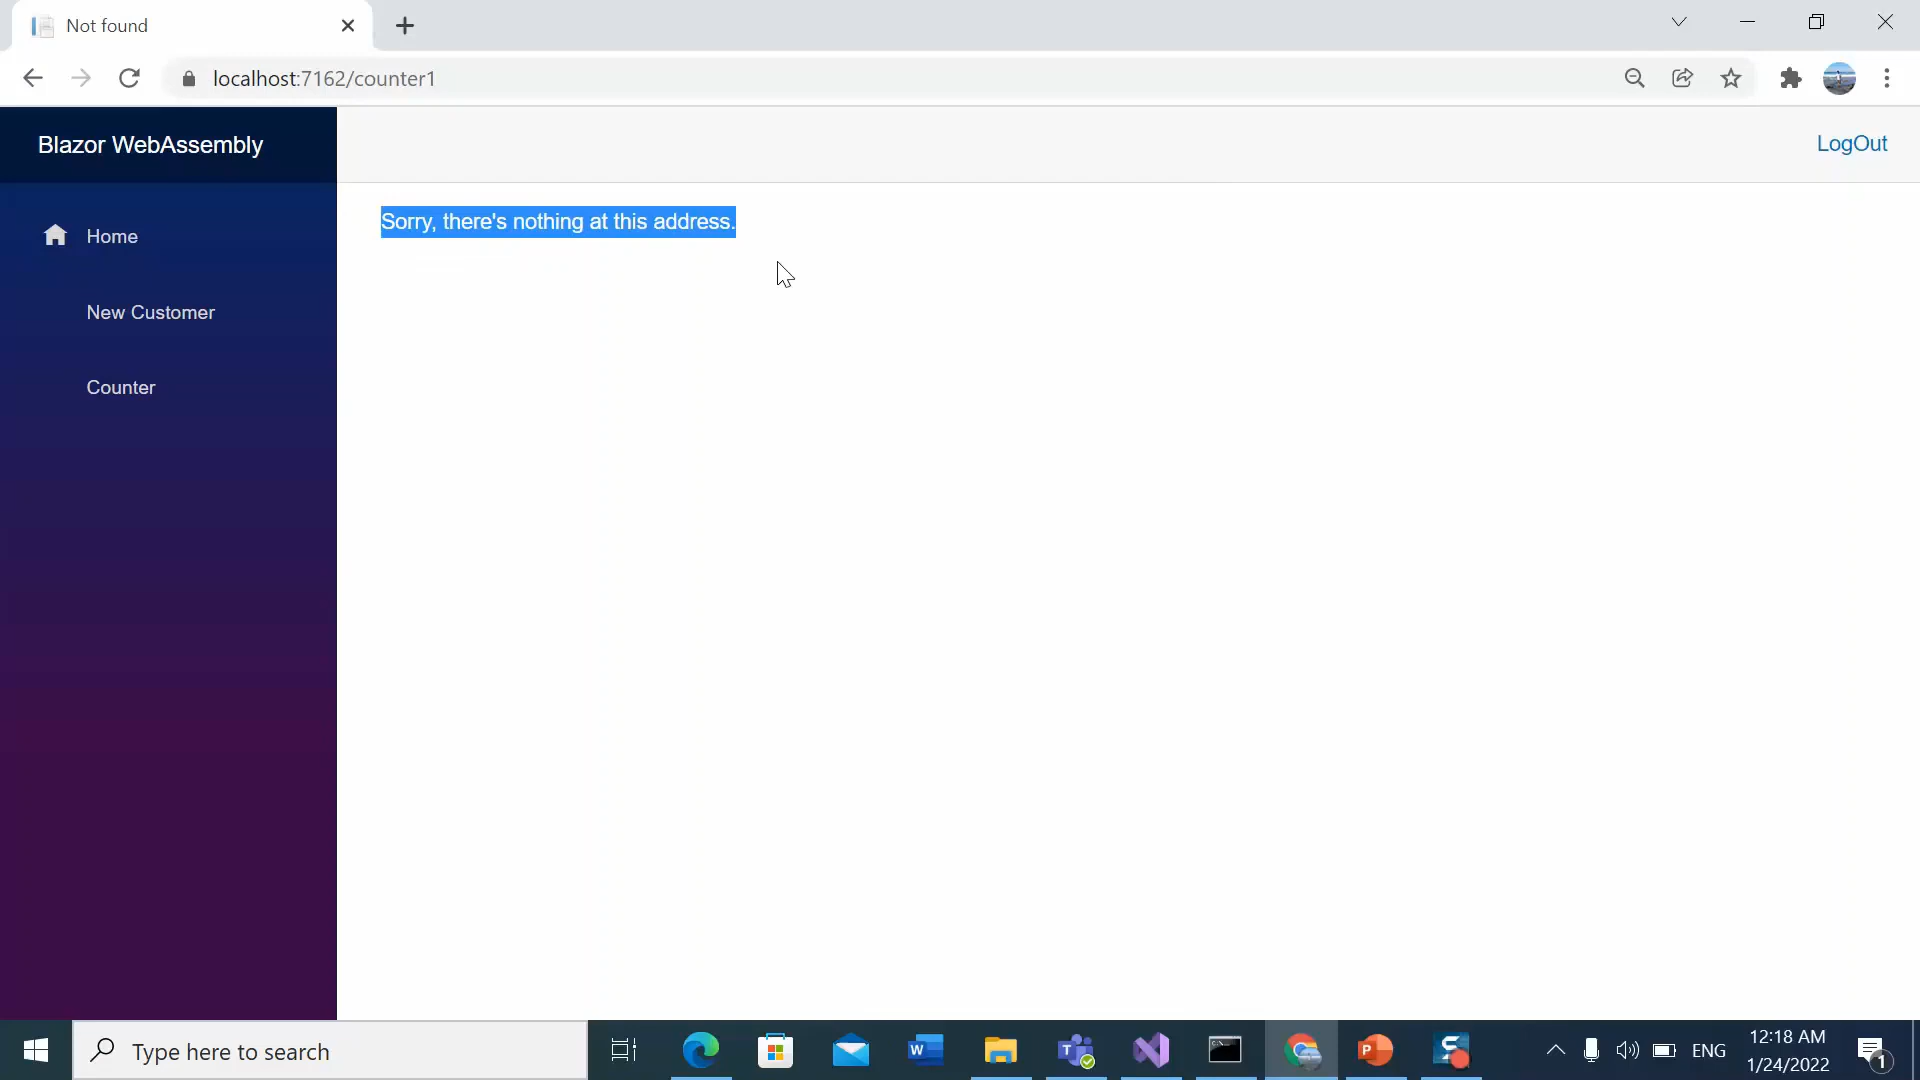 Not found
localhost:7162/counter1
Blazor WebAssembly
LogOut
Home
Sorry, there's nothing at this address.
New Customer
Counter
Type here to search
ENG
12:18 AM
1/24/2022
1